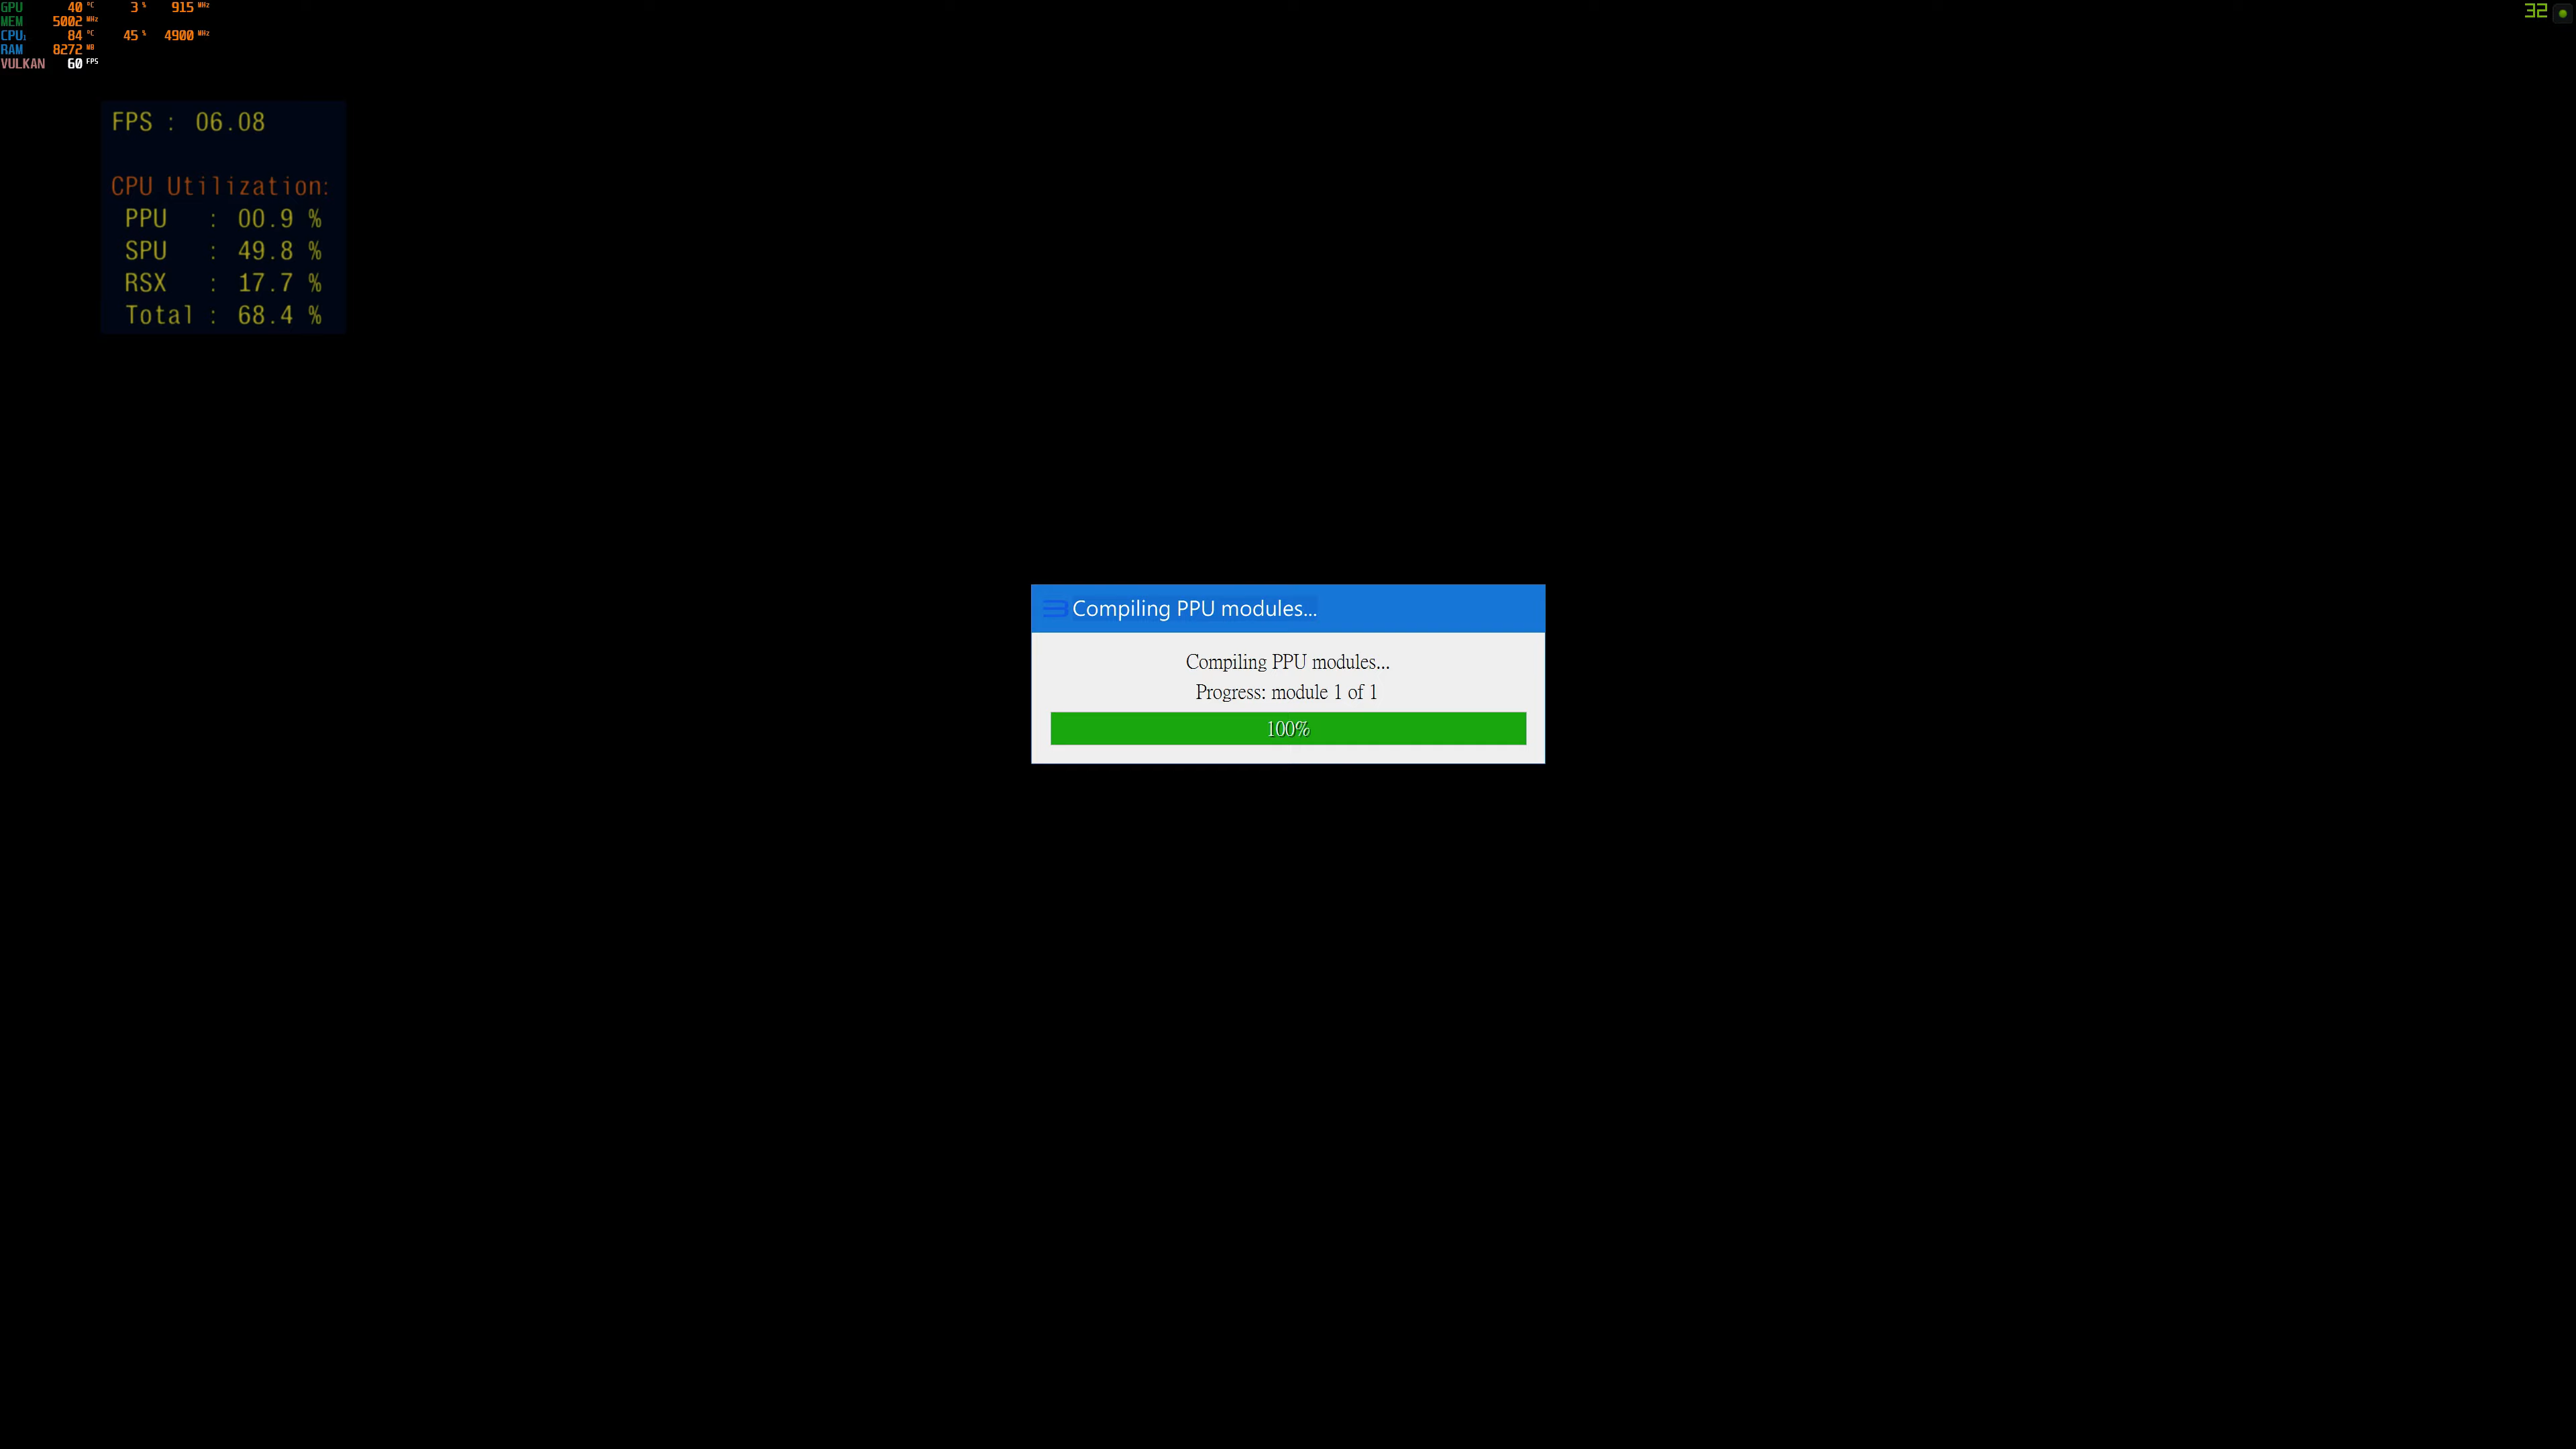 GPU 40 °C 3 % 915 MHz
MEM 5002 MHz
CPU1 84 °C 45 % 4900 MHz
RAM 8272 MB
VULKAN 60 FPS
32
FPS : 06.08
CPU Utilization:
PPU : 00.9 %
SPU : 49.8 %
RSX : 17.7 %
Total : 68.4 %
Compiling PPU modules...
Compiling PPU modules...
Progress: module 1 of 1
100%